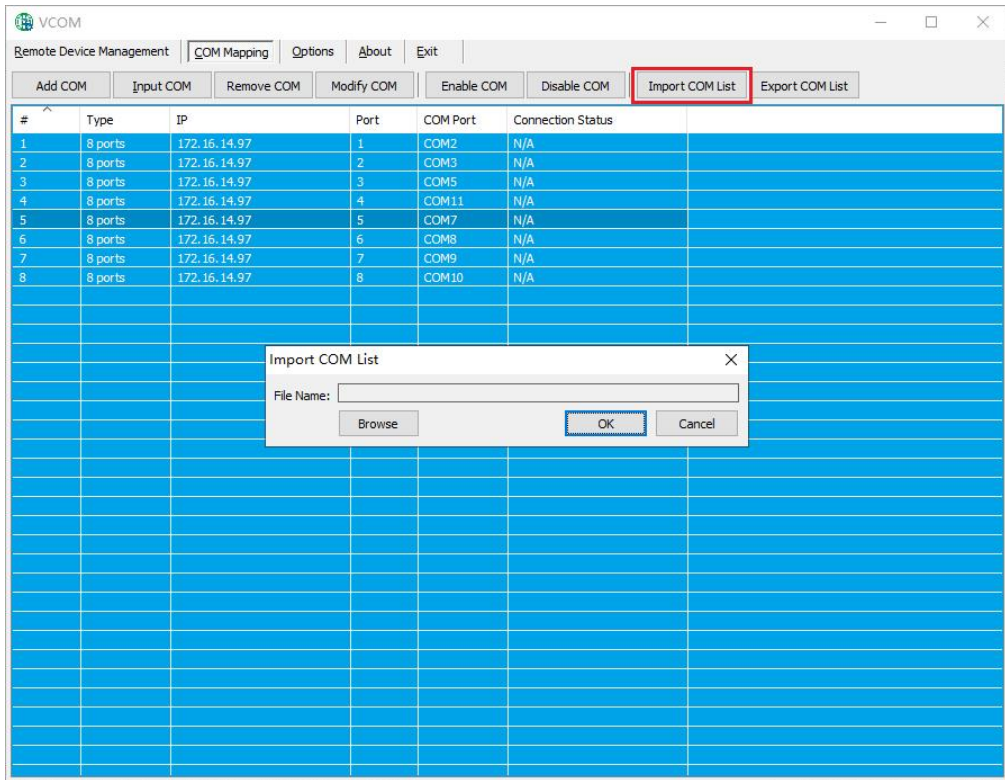 VCOM
Remote Device Management COM Mapping Options About Exit
Add COM Input COM Remove COM Modify COM Enable COM Disable COM Import COM List Export COM List
# Type IP Port COM Port Connection Status
1 8 ports 172.16.14.97 1 COM2 N/A
2 8 ports 172.16.14.97 2 COM3 N/A
3 8 ports 172.16.14.97 3 COM5 N/A
4 8 ports 172.16.14.97 4 COM11 N/A
5 8 ports 172.16.14.97 5 COM7 N/A
6 8 ports 172.16.14.97 6 COM8 N/A
7 8 ports 172.16.14.97 7 COM9 N/A
8 8 ports 172.16.14.97 8 COM10 N/A
Import COM List
File Name:
Browse OK Cancel